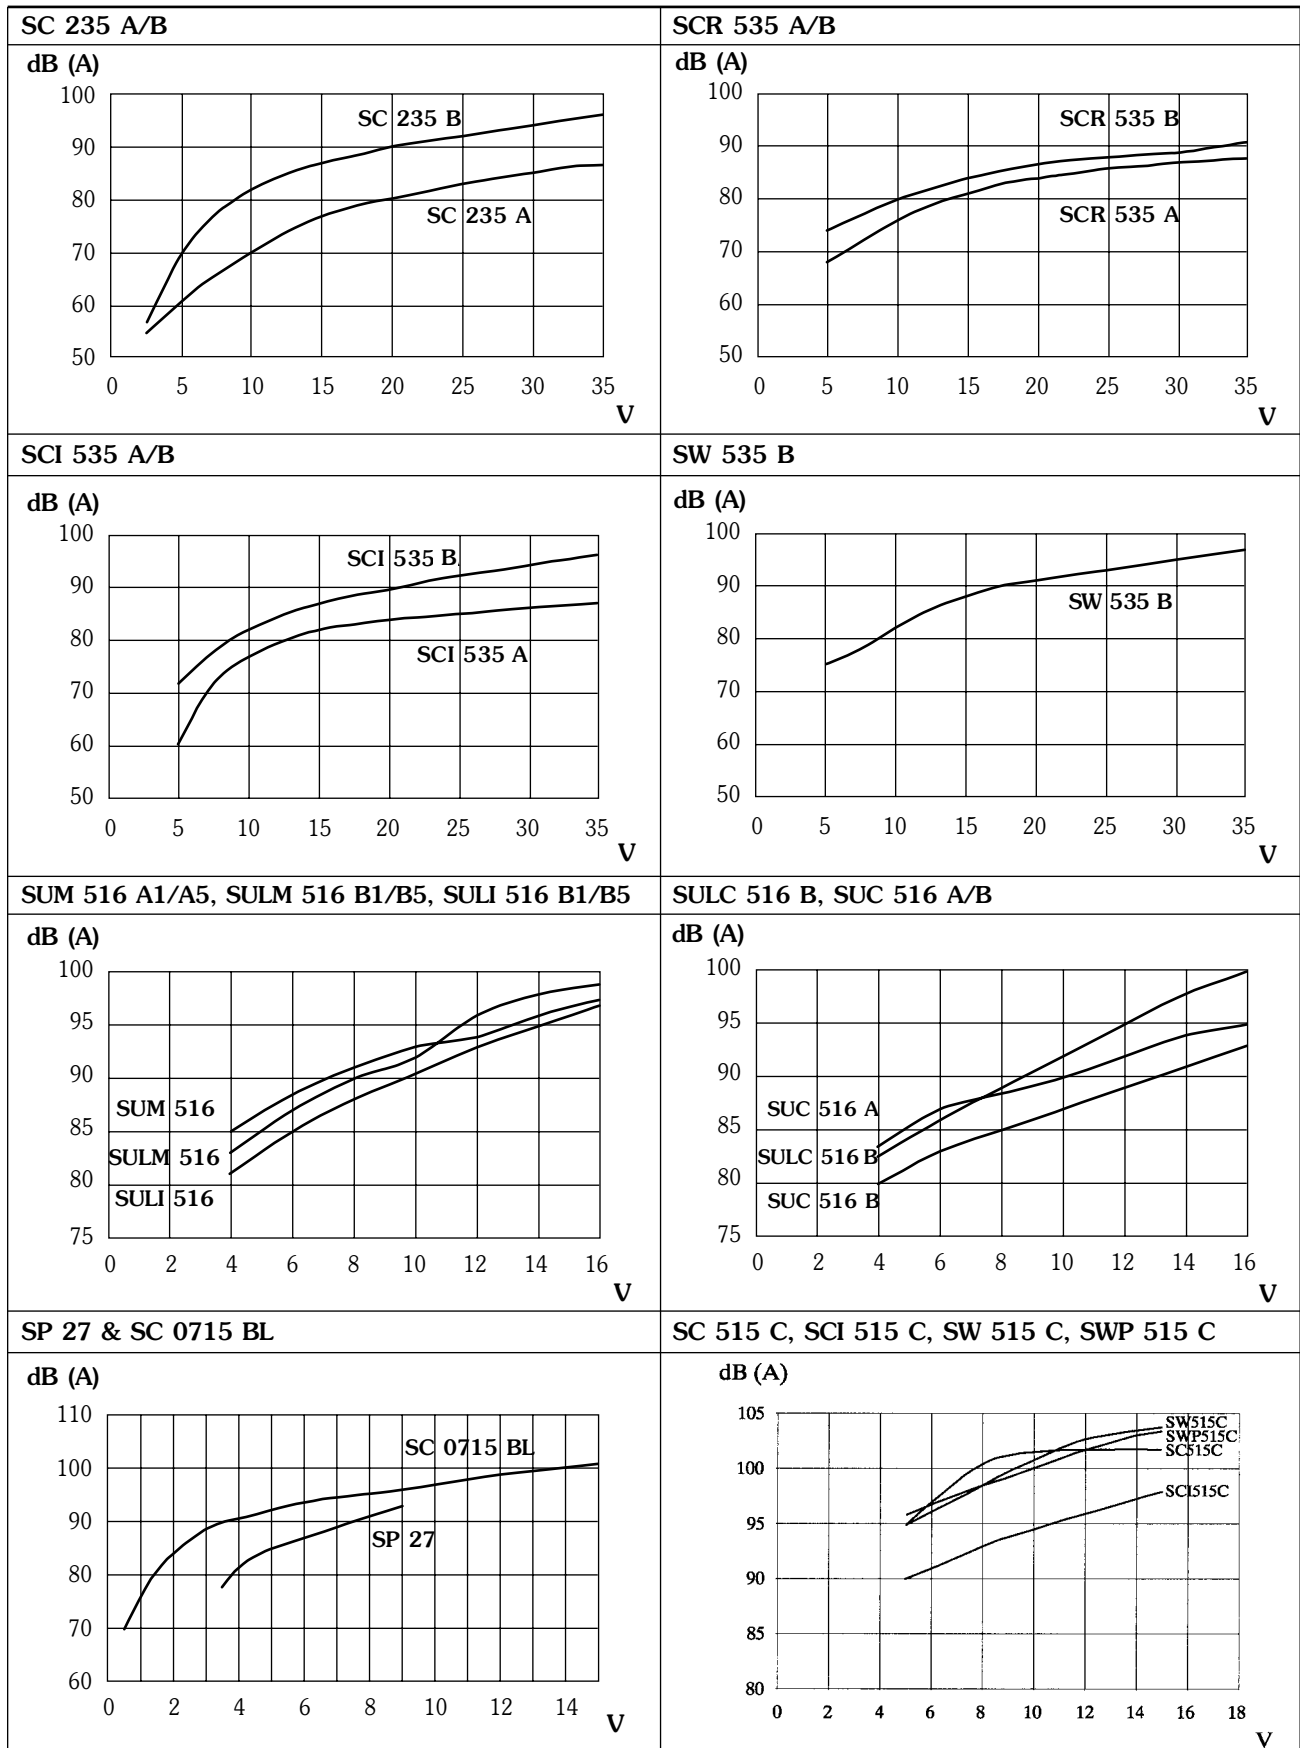 SC 235 A/B
dB (A)
100
90
80
70
60
50
SC 235 B
SC 235 A
0 5 10 15 20 25 30 35
V
SCR 535 A/B
dB (A)
100
90
80
70
60
50
SCR 535 B
SCR 535 A
0 5 10 15 20 25 30 35
V
SCI 535 A/B
dB (A)
100
90
80
70
60
50
SCI 535 B
SCI 535 A
0 5 10 15 20 25 30 35
V
SW 535 B
dB (A)
100
90
80
70
60
50
SW 535 B
0 5 10 15 20 25 30 35
V
SUM 516 A1/A5, SULM 516 B1/B5, SULI 516 B1/B5
dB (A)
100
95
90
85
80
75
SUM 516
SULM 516
SULI 516
0 2 4 6 8 10 12 14 16
V
SULC 516 B, SUC 516 A/B
dB (A)
100
95
90
85
80
75
SUC 516 A
SULC 516 B
SUC 516 B
0 2 4 6 8 10 12 14 16
V
SP 27 & SC 0715 BL
dB (A)
110
100
90
80
70
60
SC 0715 BL
SP 27
0 2 4 6 8 10 12 14
V
SC 515 C, SCI 515 C, SW 515 C, SWP 515 C
dB (A)
105
100
95
90
85
80
SW515C
SWP515C
SC515C
SCI515C
0 2 4 6 8 10 12 14 16 18
V